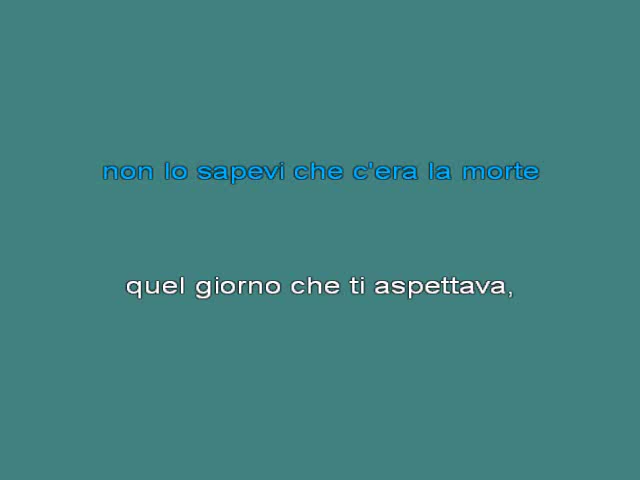 non lo sapevi che c'era la morte
quel giorno che ti aspettava,